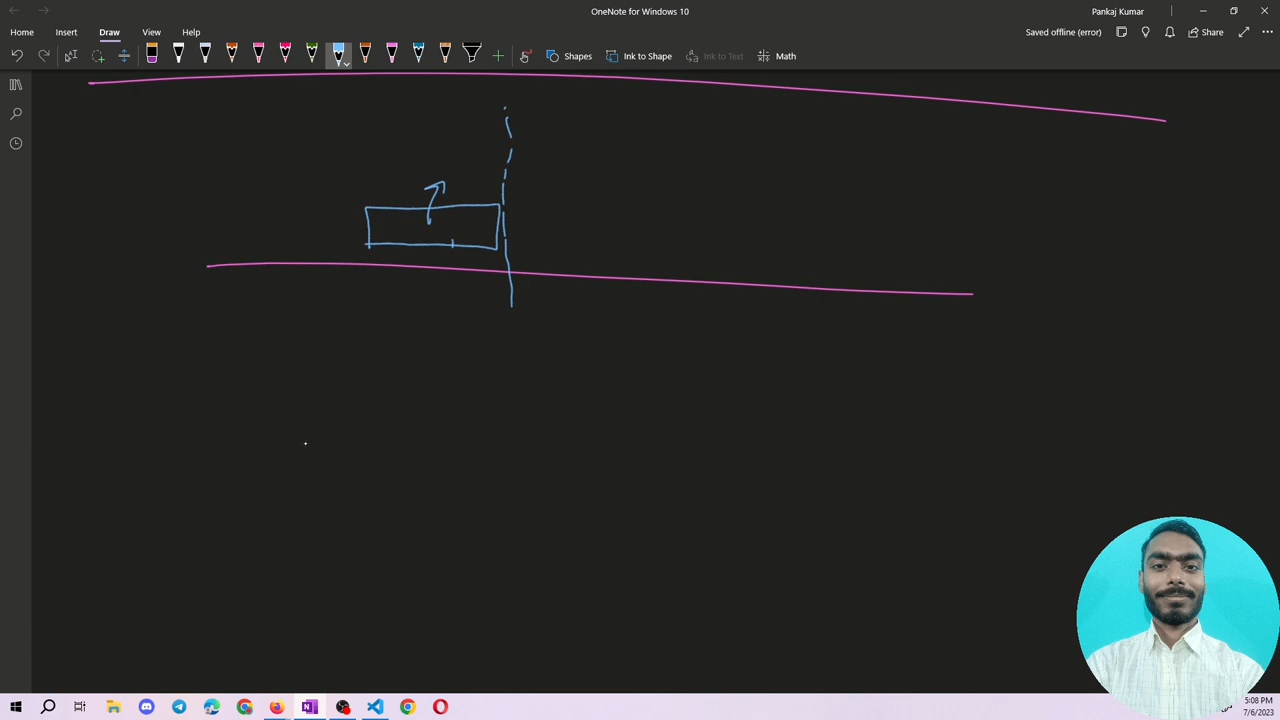 OneNote for Windows 10
Pankaj Kumar
Home Insert Draw View Help
Saved offline (error)
Share
Shapes
Ink to Shape
Ink to Text
Math
5:08 PM
7/6/2023